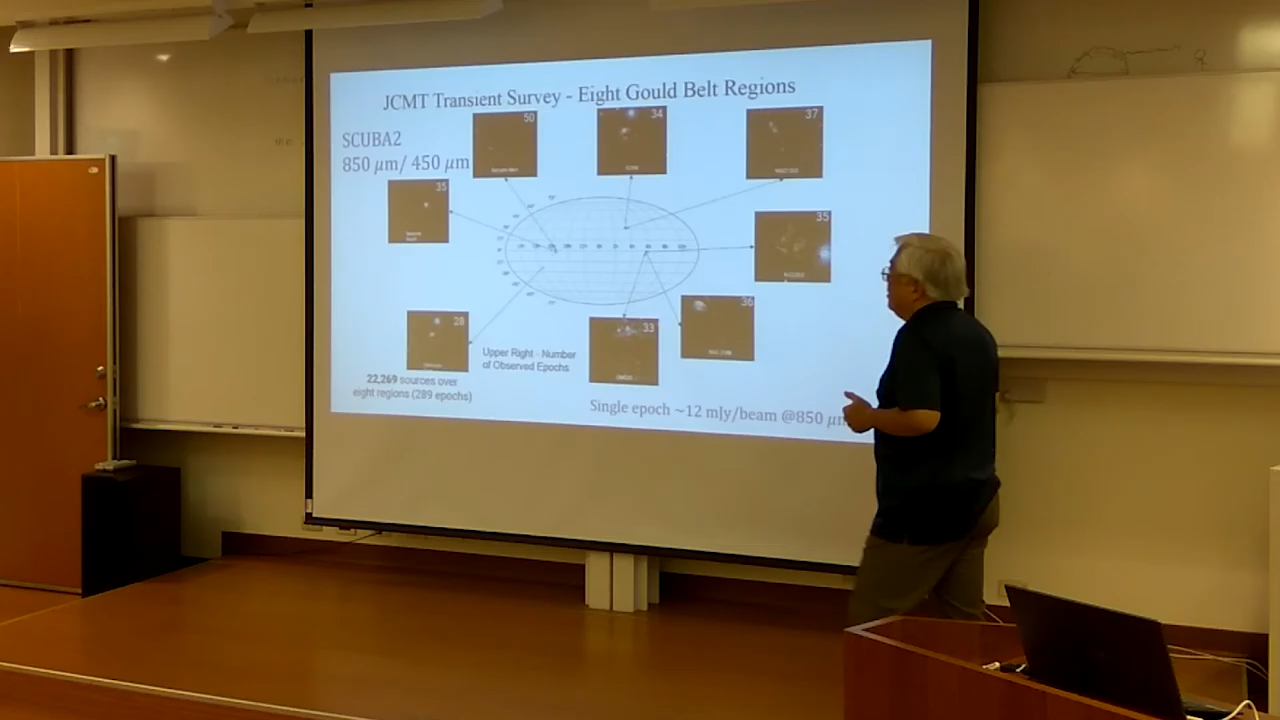 JCMT Transient Survey - Eight Gould Belt Regions
SCUBA2
850 μm/ 450 μm
50
34
37
35
35
28
33
36
Upper Right - Number
of Observed Epochs
22,269 sources over
eight regions (289 epochs)
Single epoch ~12 mJy/beam @850 μm